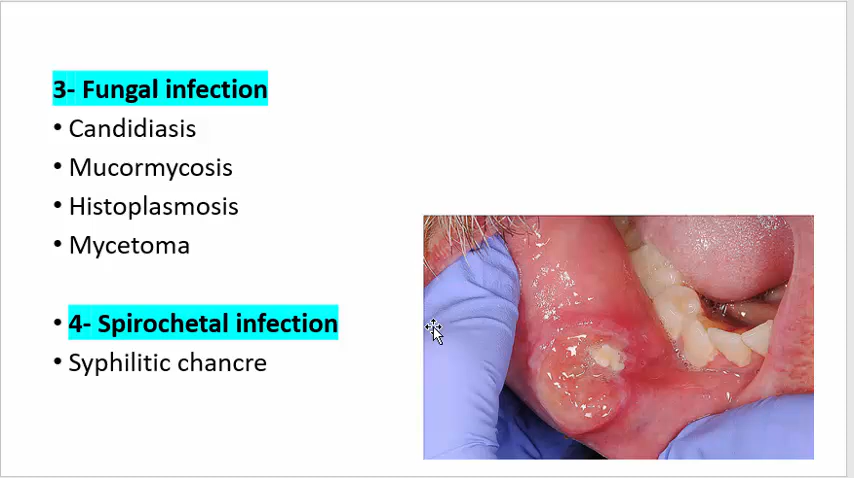 3- Fungal infection
• Candidiasis
• Mucormycosis
• Histoplasmosis
• Mycetoma
• 4- Spirochetal infection
• Syphilitic chancre